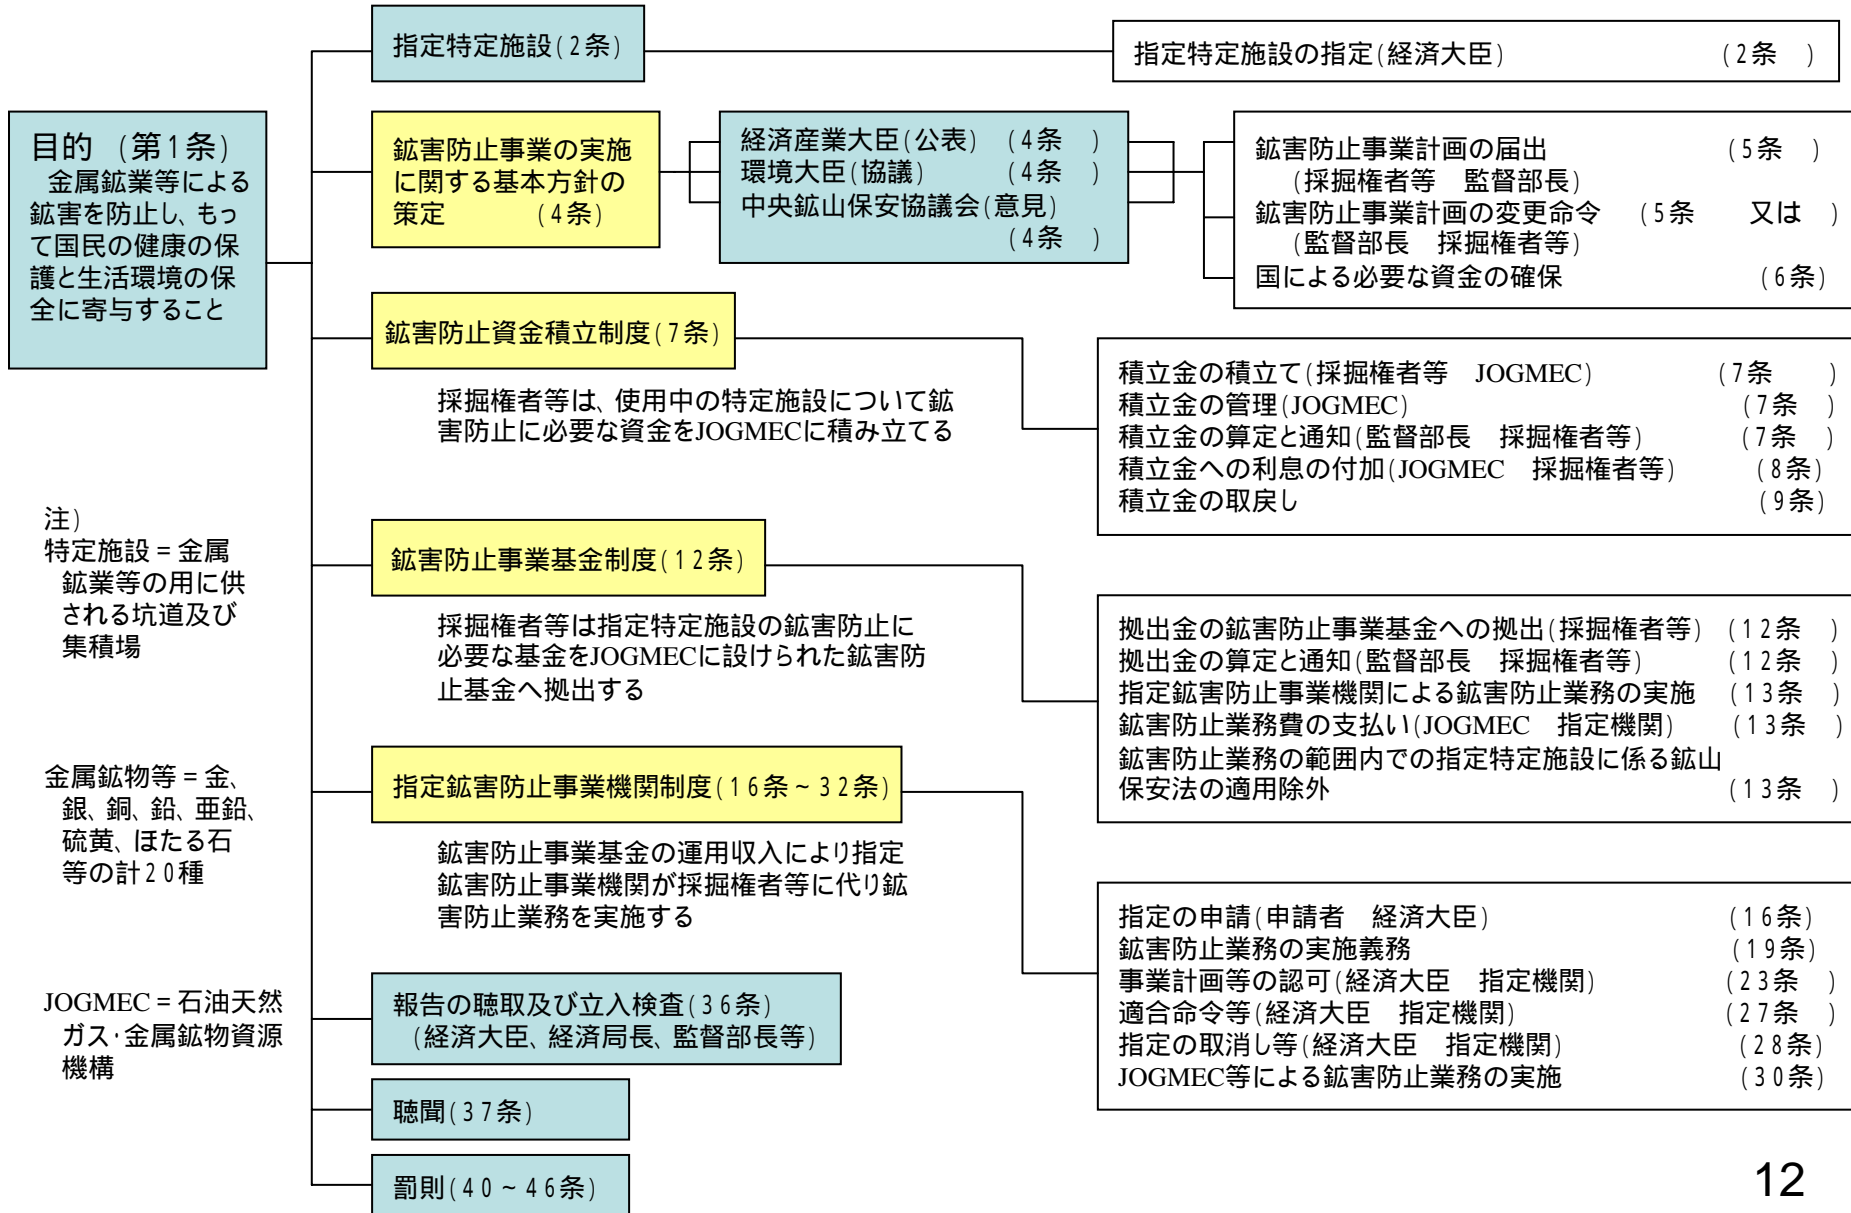 指定特定施設(2条)
指定特定施設の指定(経済大臣) (2条 )
目的 (第1条)
金属鉱業等による
鉱害を防止し、もっ
て国民の健康の保
護と生活環境の保
全に寄与すること
鉱害防止事業の実施
に関する基本方針の
策定 (4条)
経済産業大臣(公表) (4条 )
環境大臣(協議) (4条 )
中央鉱山保安協議会(意見)
(4条 )
鉱害防止事業計画の届出 (5条 )
(採掘権者等 監督部長)
鉱害防止事業計画の変更命令 (5条 又は )
(監督部長 採掘権者等)
国による必要な資金の確保 (6条)
鉱害防止資金積立制度(7条)
採掘権者等は、使用中の特定施設について鉱
害防止に必要な資金をJOGMECに積み立てる
積立金の積立て(採掘権者等 JOGMEC) (7条 )
積立金の管理(JOGMEC) (7条 )
積立金の算定と通知(監督部長 採掘権者等) (7条 )
積立金への利息の付加(JOGMEC 採掘権者等) (8条)
積立金の取戻し (9条)
注)
特定施設=金属
鉱業等の用に供
される坑道及び
集積場
鉱害防止事業基金制度(12条)
採掘権者等は指定特定施設の鉱害防止に
必要な基金をJOGMECに設けられた鉱害防
止基金へ拠出する
拠出金の鉱害防止事業基金への拠出(採掘権者等) (12条 )
拠出金の算定と通知(監督部長 採掘権者等) (12条 )
指定鉱害防止事業機関による鉱害防止業務の実施 (13条 )
鉱害防止業務費の支払い(JOGMEC 指定機関) (13条 )
鉱害防止業務の範囲内での指定特定施設に係る鉱山
保安法の適用除外 (13条 )
金属鉱物等=金、
銀、銅、鉛、亜鉛、
硫黄、ほたる石
等の計20種
指定鉱害防止事業機関制度(16条~32条)
鉱害防止事業基金の運用収入により指定
鉱害防止事業機関が採掘権者等に代り鉱
害防止業務を実施する
指定の申請(申請者 経済大臣) (16条)
鉱害防止業務の実施義務 (19条)
事業計画等の認可(経済大臣 指定機関) (23条 )
適合命令等(経済大臣 指定機関) (27条 )
指定の取消し等(経済大臣 指定機関) (28条)
JOGMEC等による鉱害防止業務の実施 (30条)
JOGMEC=石油天然
ガス・金属鉱物資源
機構
報告の聴取及び立入検査(36条)
(経済大臣、経済局長、監督部長等)
聴聞(37条)
罰則(40~46条)
12